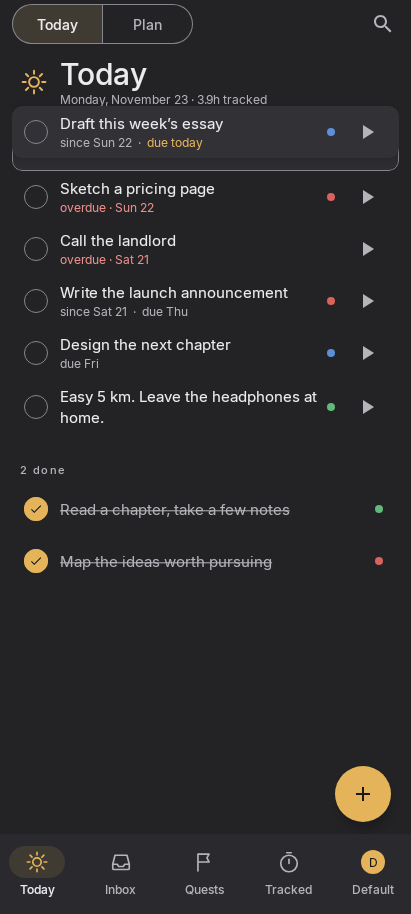 Today
Plan
Today
Monday, November 23 · 3.9h tracked
Draft this week’s essay
since Sun 22 · due today
Sketch a pricing page
overdue · Sun 22
Call the landlord
overdue · Sat 21
Write the launch announcement
since Sat 21 · due Thu
Design the next chapter
due Fri
Easy 5 km. Leave the headphones at
home.
2 done
Read a chapter, take a few notes
Map the ideas worth pursuing
Today
Inbox
Quests
Tracked
D
Default